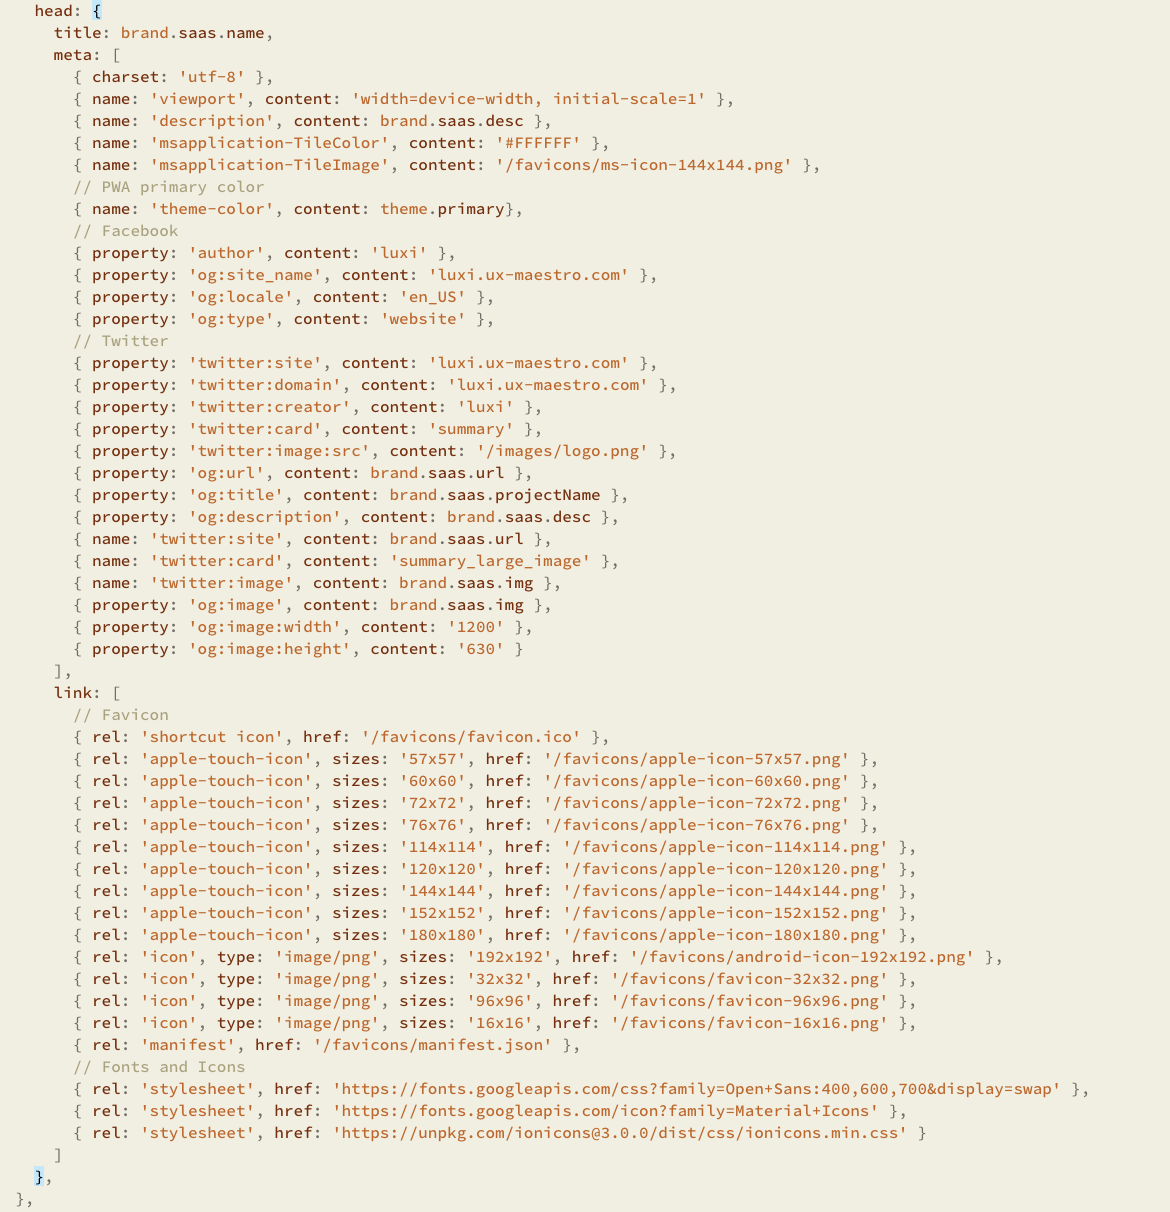 head: {
title: brand.saas.name,
meta: [
{ charset: 'utf-8' },
{ name: 'viewport', content: 'width=device-width, initial-scale=1' },
{ name: 'description', content: brand.saas.desc },
{ name: 'msapplication-TileColor', content: '#FFFFFF' },
{ name: 'msapplication-TileImage', content: '/favicons/ms-icon-144x144.png' },
// PWA primary color
{ name: 'theme-color', content: theme.primary},
// Facebook
{ property: 'author', content: 'luxi' },
{ property: 'og:site_name', content: 'luxi.ux-maestro.com' },
{ property: 'og:locale', content: 'en_US' },
{ property: 'og:type', content: 'website' },
// Twitter
{ property: 'twitter:site', content: 'luxi.ux-maestro.com' },
{ property: 'twitter:domain', content: 'luxi.ux-maestro.com' },
{ property: 'twitter:creator', content: 'luxi' },
{ property: 'twitter:card', content: 'summary' },
{ property: 'twitter:image:src', content: '/images/logo.png' },
{ property: 'og:url', content: brand.saas.url },
{ property: 'og:title', content: brand.saas.projectName },
{ property: 'og:description', content: brand.saas.desc },
{ name: 'twitter:site', content: brand.saas.url },
{ name: 'twitter:card', content: 'summary_large_image' },
{ name: 'twitter:image', content: brand.saas.img },
{ property: 'og:image', content: brand.saas.img },
{ property: 'og:image:width', content: '1200' },
{ property: 'og:image:height', content: '630' }
],
link: [
// Favicon
{ rel: 'shortcut icon', href: '/favicons/favicon.ico' },
{ rel: 'apple-touch-icon', sizes: '57x57', href: '/favicons/apple-icon-57x57.png' },
{ rel: 'apple-touch-icon', sizes: '60x60', href: '/favicons/apple-icon-60x60.png' },
{ rel: 'apple-touch-icon', sizes: '72x72', href: '/favicons/apple-icon-72x72.png' },
{ rel: 'apple-touch-icon', sizes: '76x76', href: '/favicons/apple-icon-76x76.png' },
{ rel: 'apple-touch-icon', sizes: '114x114', href: '/favicons/apple-icon-114x114.png' },
{ rel: 'apple-touch-icon', sizes: '120x120', href: '/favicons/apple-icon-120x120.png' },
{ rel: 'apple-touch-icon', sizes: '144x144', href: '/favicons/apple-icon-144x144.png' },
{ rel: 'apple-touch-icon', sizes: '152x152', href: '/favicons/apple-icon-152x152.png' },
{ rel: 'apple-touch-icon', sizes: '180x180', href: '/favicons/apple-icon-180x180.png' },
{ rel: 'icon', type: 'image/png', sizes: '192x192', href: '/favicons/android-icon-192x192.png' },
{ rel: 'icon', type: 'image/png', sizes: '32x32', href: '/favicons/favicon-32x32.png' },
{ rel: 'icon', type: 'image/png', sizes: '96x96', href: '/favicons/favicon-96x96.png' },
{ rel: 'icon', type: 'image/png', sizes: '16x16', href: '/favicons/favicon-16x16.png' },
{ rel: 'manifest', href: '/favicons/manifest.json' },
// Fonts and Icons
{ rel: 'stylesheet', href: 'https://fonts.googleapis.com/css?family=Open+Sans:400,600,700&display=swap' },
{ rel: 'stylesheet', href: 'https://fonts.googleapis.com/icon?family=Material+Icons' },
{ rel: 'stylesheet', href: 'https://unpkg.com/ionicons@3.0.0/dist/css/ionicons.min.css' }
]
},
},